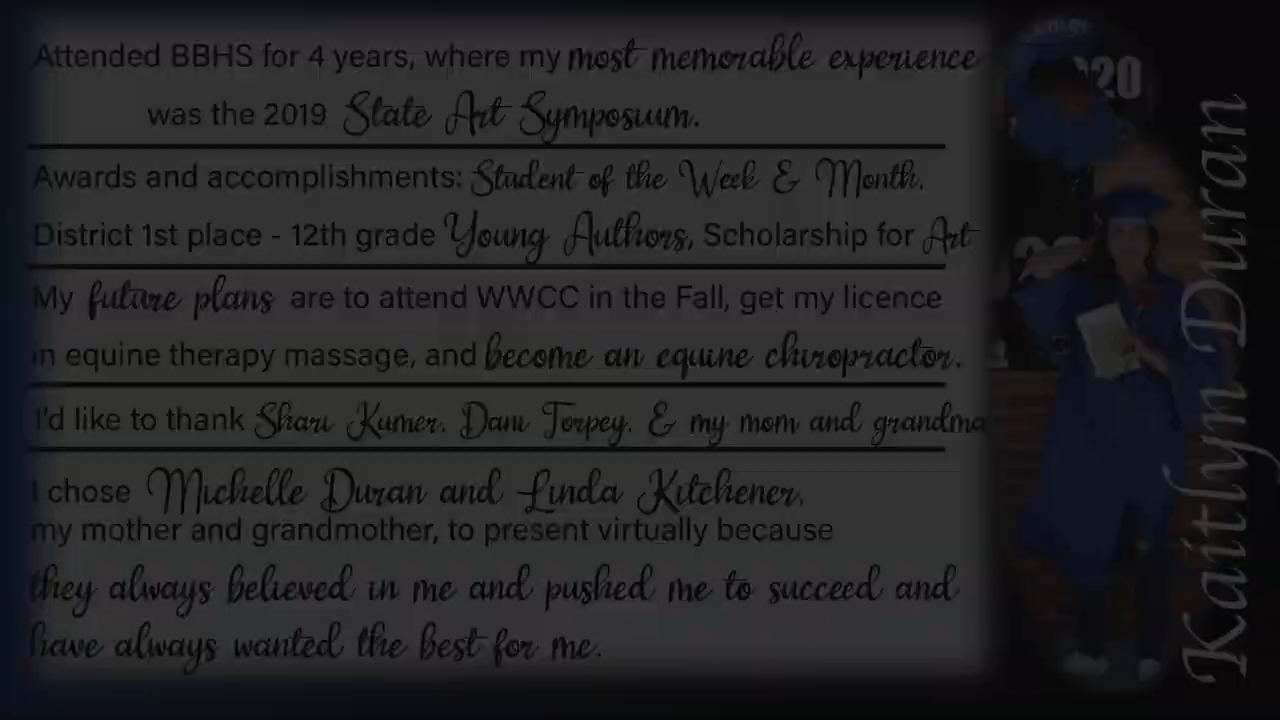 Attended BBHS for 4 years, where my most memorable experience
was the 2019 State Art Symposium.
Awards and accomplishments: Student of the Week & Month,
District 1st place - 12th grade Young Authors, Scholarship for Art
My future plans are to attend WWCC in the Fall, get my licence
in equine therapy massage, and become an equine chiropractor.
I'd like to thank Shari Kumer, Dani Torpey, & my mom and grandma
I chose Michelle Duran and Linda Kitchener,
my mother and grandmother, to present virtually because
they always believed in me and pushed me to succeed and
have always wanted the best for me.
Kaitlyn Duran